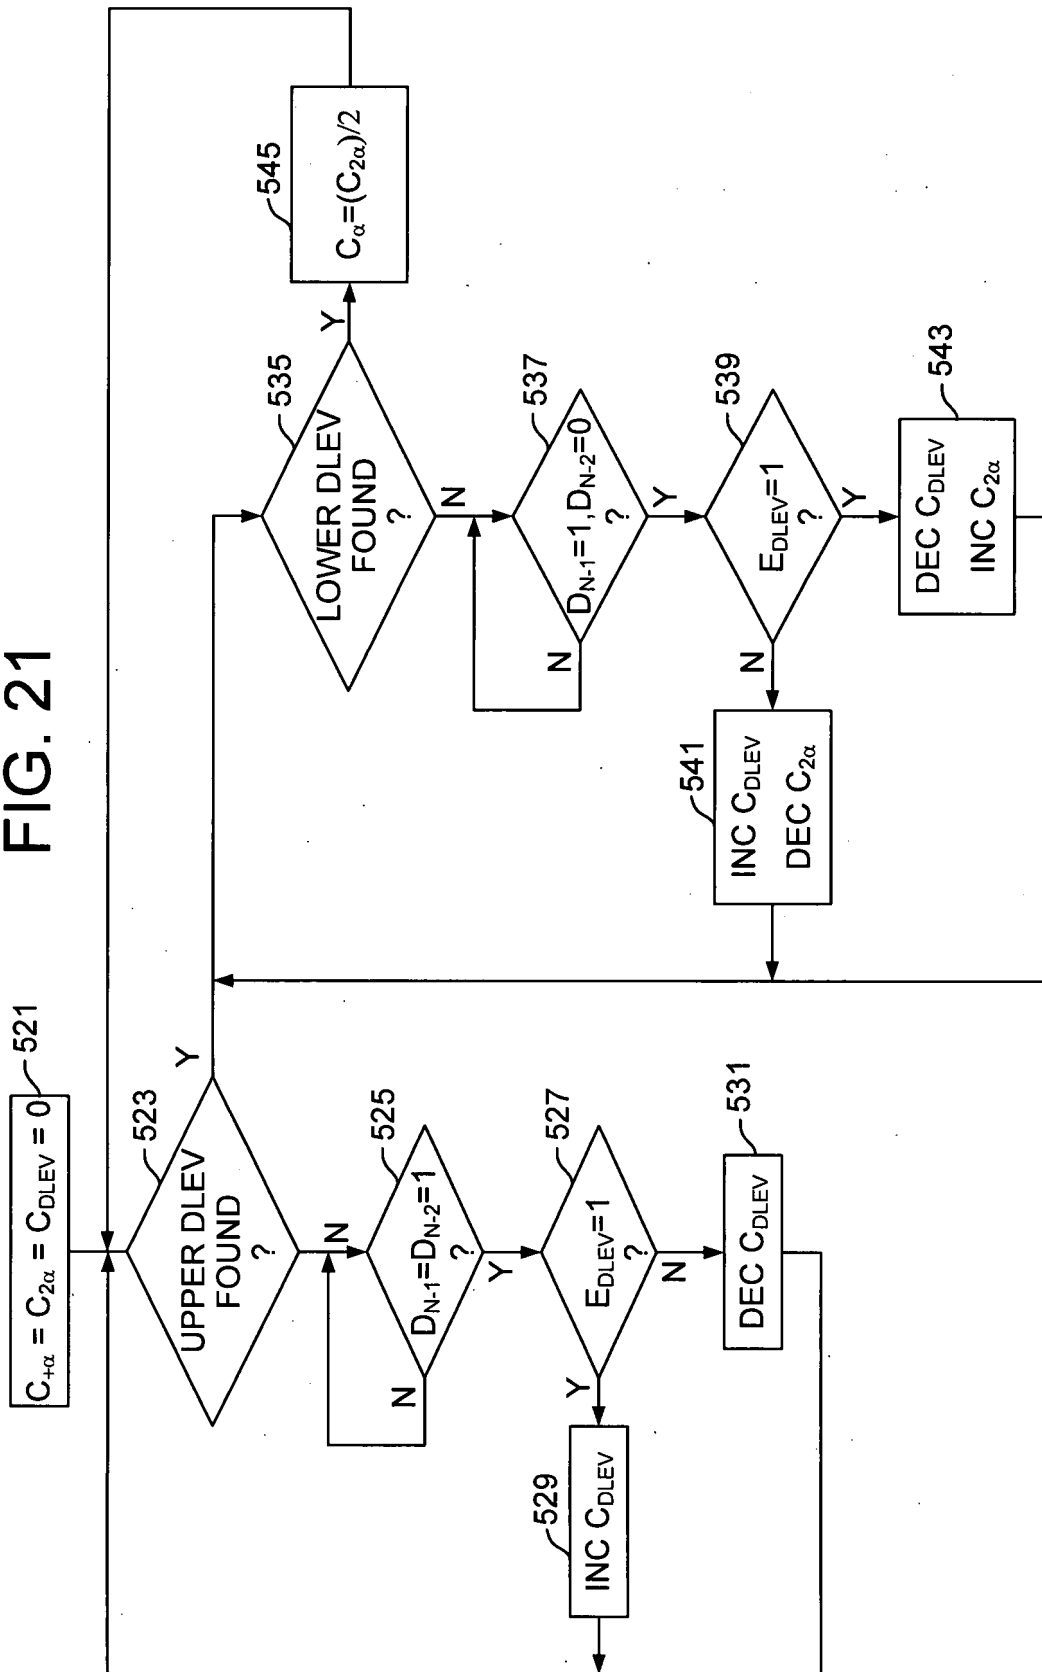 FIG. 21
C+α = C2α = CDLEV = 0
521
UPPER DLEV
FOUND
?
523
Y
N
DN-1=DN-2=1
?
525
N
Y
EDLEV=1
?
527
Y
N
INC CDLEV
529
DEC CDLEV
531
LOWER DLEV
FOUND
?
535
Y
N
Cα=(C2α)/2
545
DN-1=1,DN-2=0
?
537
N
Y
EDLEV=1
?
539
N
Y
INC CDLEV
DEC C2α
541
DEC CDLEV
INC C2α
543